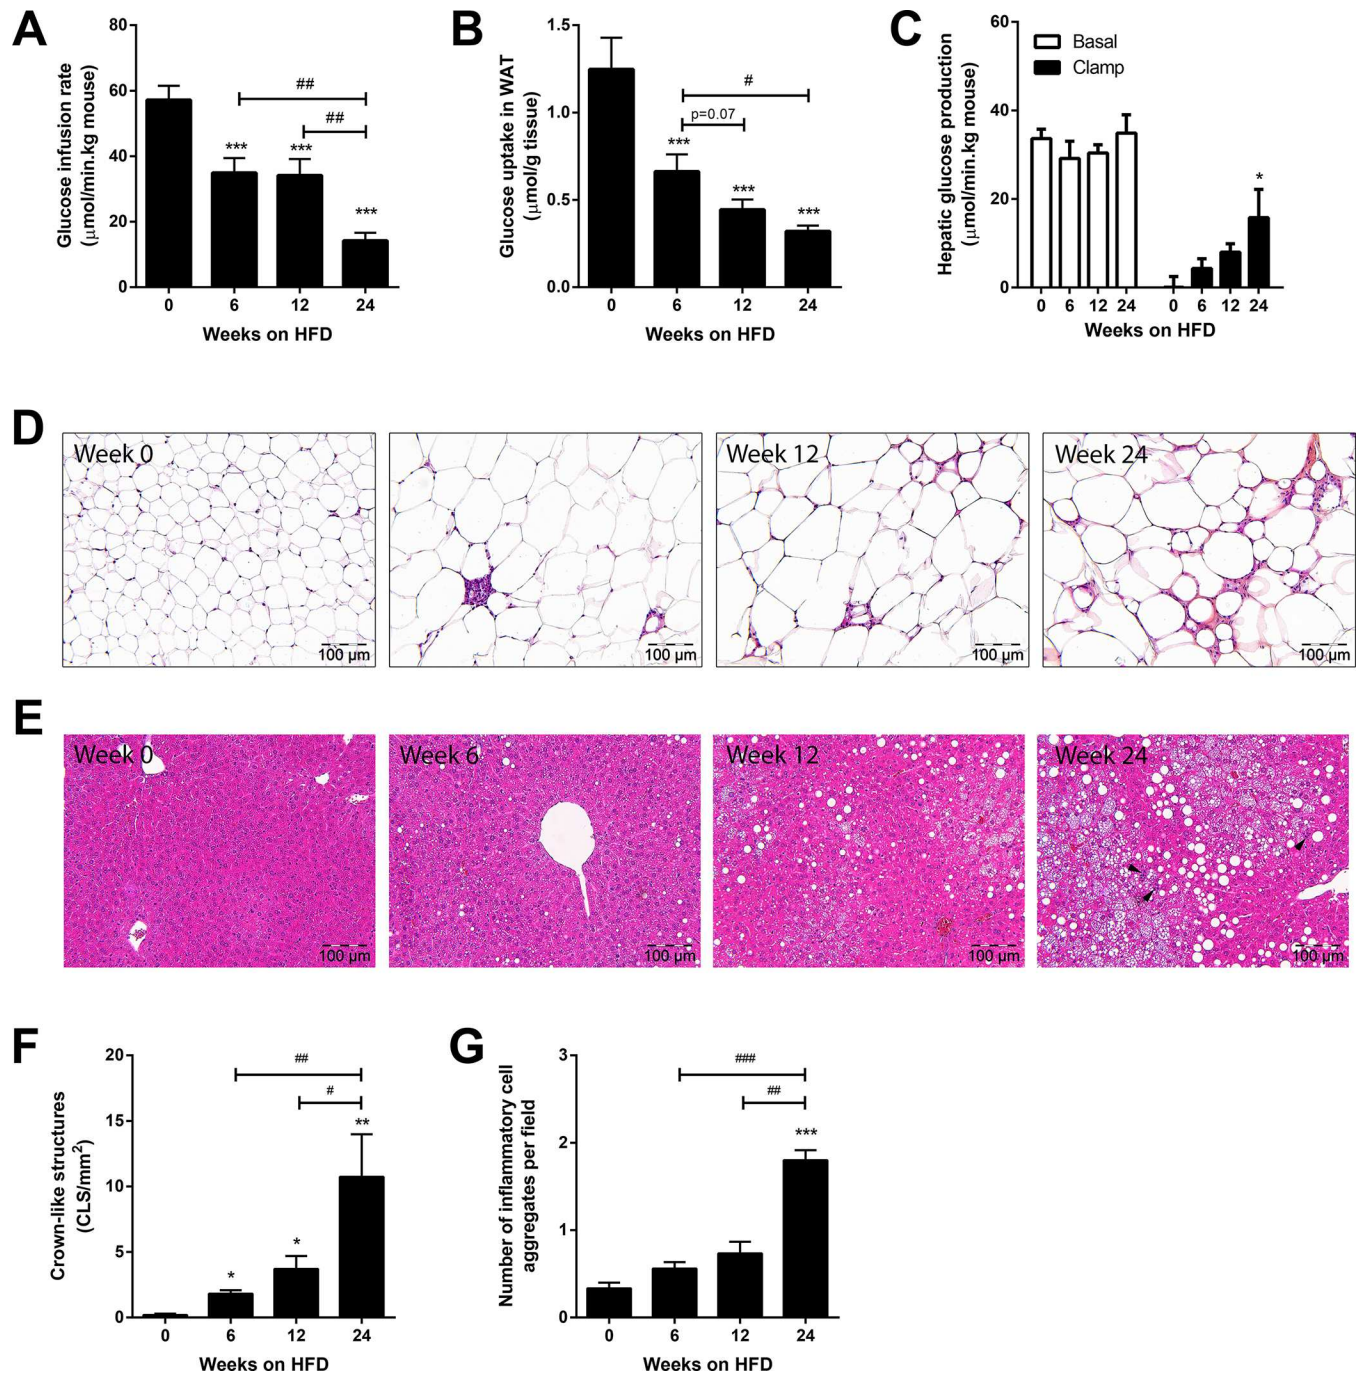 A
Glucose infusion rate
(μmol/min.kg mouse)
80
60
40
20
0
##
##
***
***
***
0 6 12 24
Weeks on HFD
B
Glucose uptake in WAT
(μmol/g tissue)
1.5
1.0
0.5
0.0
#
p=0.07
***
***
***
0 6 12 24
Weeks on HFD
C
Hepatic glucose production
(μmol/min.kg mouse)
60
40
20
0
Basal
Clamp
*
0 6 12 24 0 6 12 24
Weeks on HFD
D
Week 0
100 μm
100 μm
Week 12
100 μm
Week 24
100 μm
E
Week 0
100 μm
Week 6
100 μm
Week 12
100 μm
Week 24
100 μm
F
Crown-like structures
(CLS/mm²)
20
15
10
5
0
##
#
**
*
*
0 6 12 24
Weeks on HFD
G
Number of inflammatory cell
aggregates per field
3
2
1
0
###
##
***
0 6 12 24
Weeks on HFD